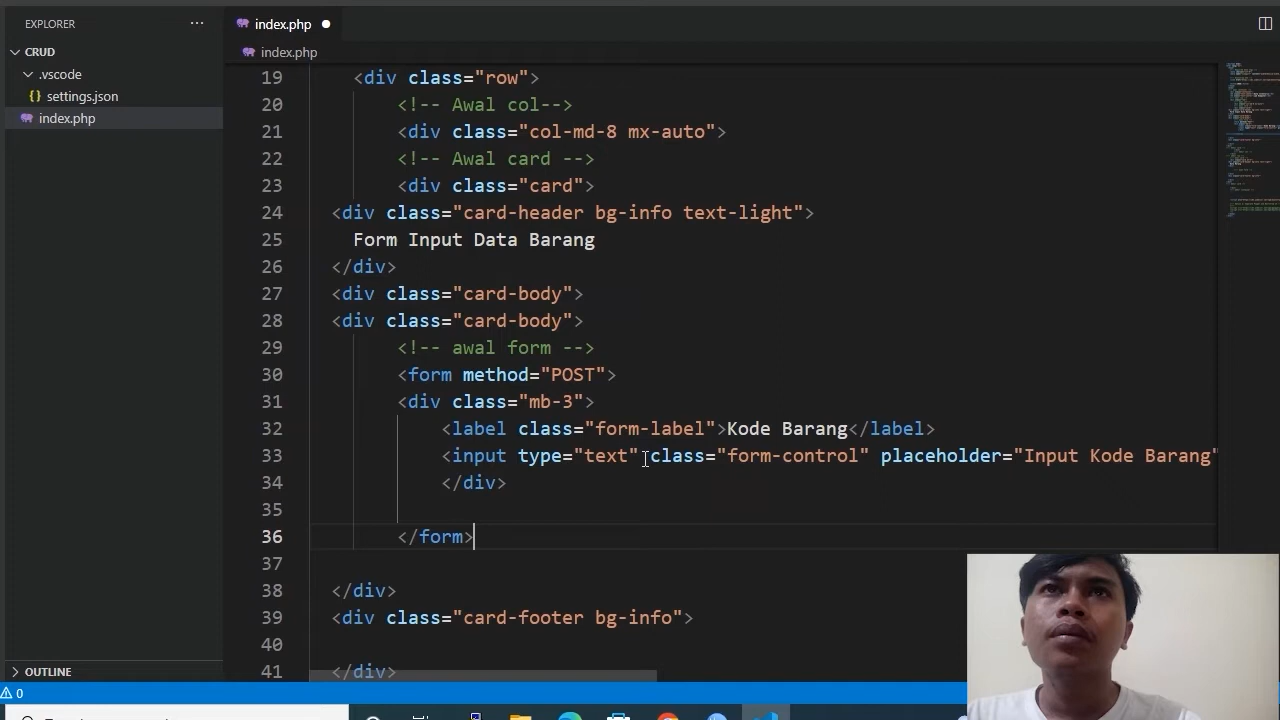 EXPLORER
···
index.php
CRUD
index.php
.vscode
settings.json
index.php
19 <div class="row">
20 <!-- Awal col-->
21 <div class="col-md-8 mx-auto">
22 <!-- Awal card -->
23 <div class="card">
24 <div class="card-header bg-info text-light">
25 Form Input Data Barang
26 </div>
27 <div class="card-body">
28 <div class="card-body">
29 <!-- awal form -->
30 <form method="POST">
31 <div class="mb-3">
32 <label class="form-label">Kode Barang</label>
33 <input type="text" class="form-control" placeholder="Input Kode Barang"
34 </div>
35
36 </form>
37
38 </div>
39 <div class="card-footer bg-info">
40
41 </div>
OUTLINE
0